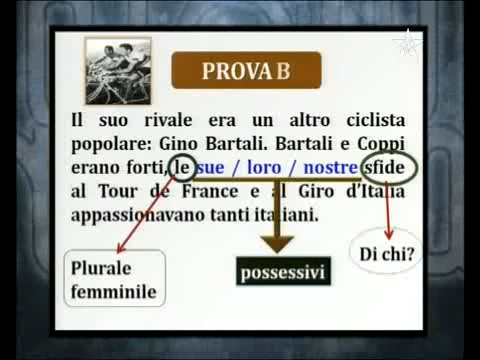 PROVA B
Il suo rivale era un altro ciclista
popolare: Gino Bartali. Bartali e Coppi
erano forti, le sue / loro / nostre sfide
al Tour de France e al Giro d'Italia
appassionavano tanti italiani.
Plurale
femminile
possessivi
Di chi?